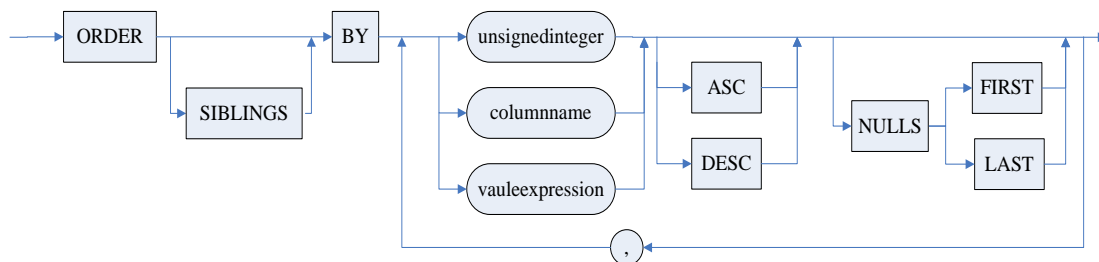 ORDER
SIBLINGS
BY
unsignedinteger
columnname
vauleexpression
ASC
DESC
NULLS
FIRST
LAST
,